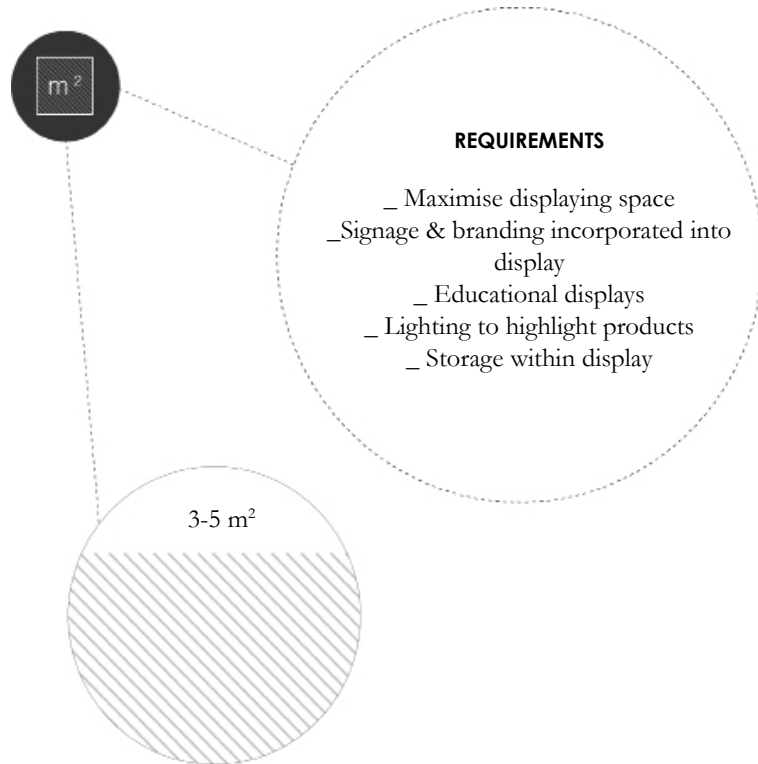 m²
REQUIREMENTS
_ Maximise displaying space
_Signage & branding incorporated into
display
_ Educational displays
_ Lighting to highlight products
_ Storage within display
3-5 m²